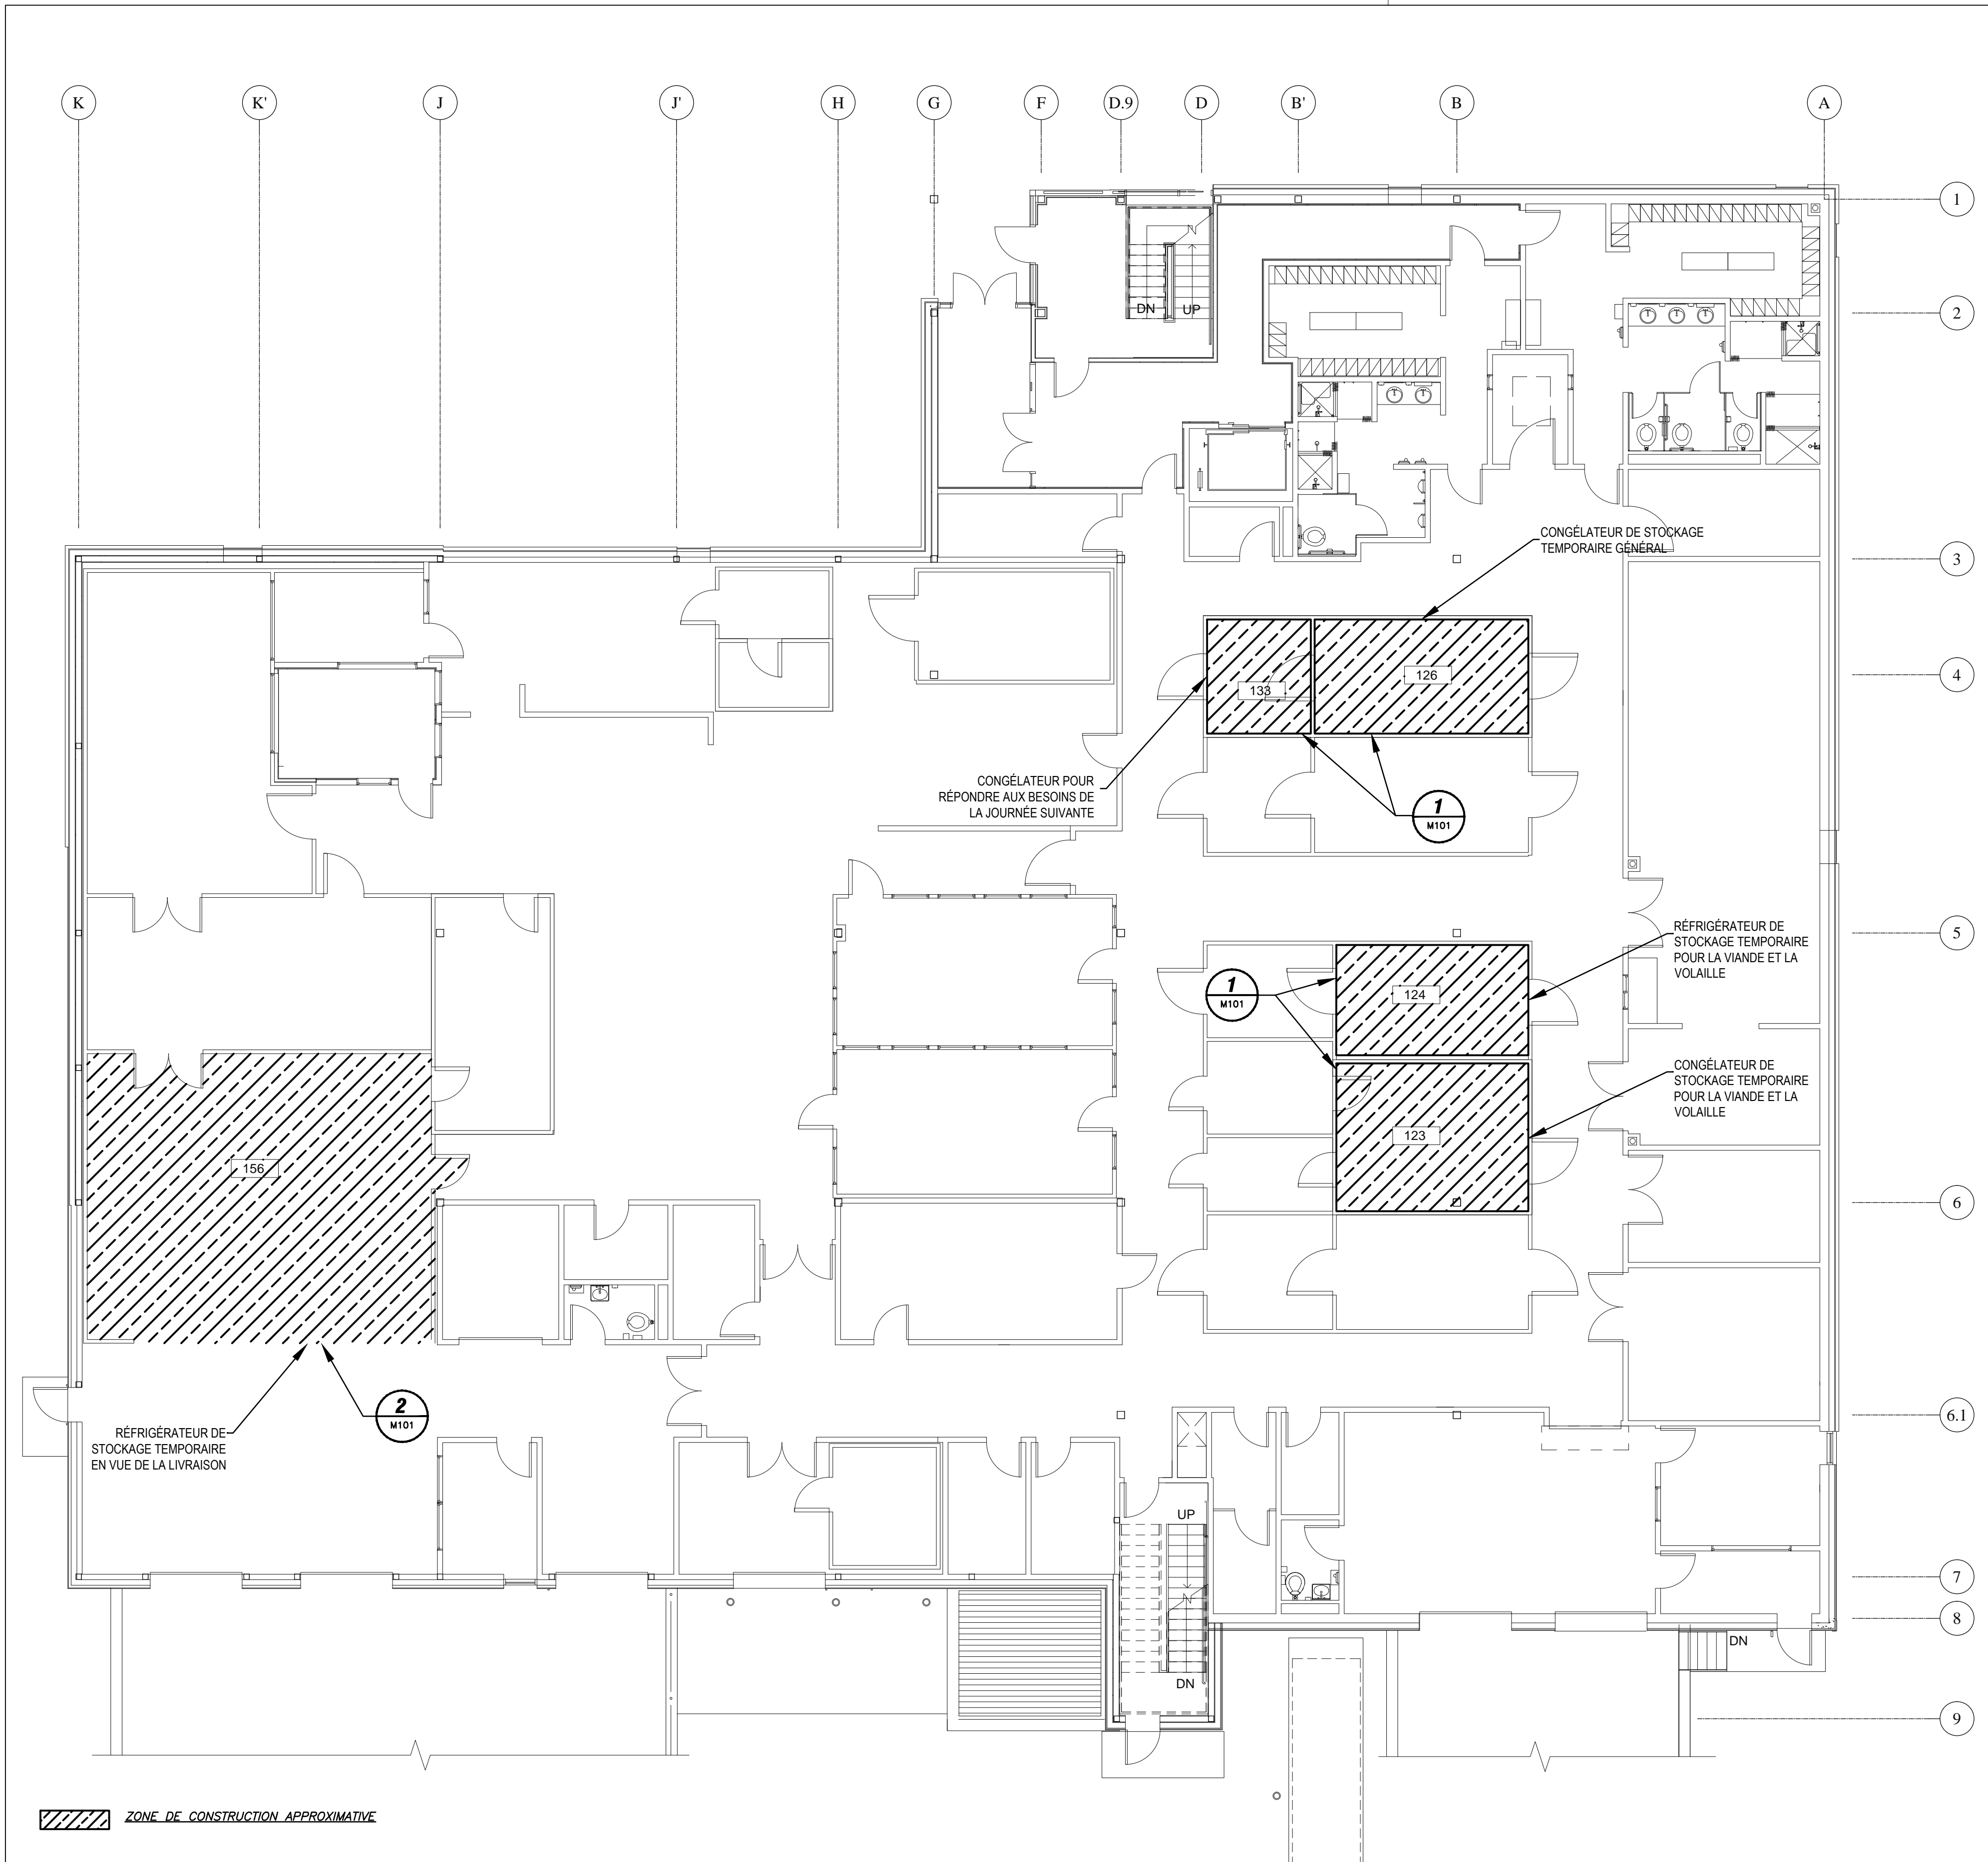 K
K'
J
J'
H
G
F
D.9
D
B'
B
A
1
2
DN
UP
CONGÉLATEUR DE STOCKAGE
TEMPORAIRE GÉNÉRAL
3
4
133
126
CONGÉLATEUR POUR
RÉPONDRE AUX BESOINS DE
LA JOURNÉE SUIVANTE
1
M101
RÉFRIGÉRATEUR DE
STOCKAGE TEMPORAIRE
POUR LA VIANDE ET LA
VOLAILLE
5
1
M101
124
CONGÉLATEUR DE
STOCKAGE TEMPORAIRE
POUR LA VIANDE ET LA
VOLAILLE
123
156
6
2
M101
RÉFRIGÉRATEUR DE
STOCKAGE TEMPORAIRE
EN VUE DE LA LIVRAISON
6.1
UP
DN
7
8
DN
9
ZONE DE CONSTRUCTION APPROXIMATIVE